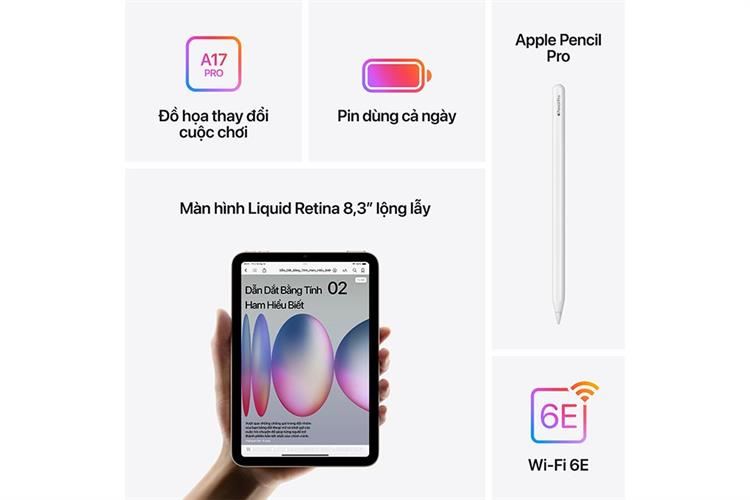 A17
PRO
Đồ họa thay đổi
cuộc chơi
Pin dùng cả ngày
Apple Pencil
Pro
Màn hình Liquid Retina 8,3” lộng lẫy
Dẫn Dắt Bằng Tính
Ham Hiểu Biết
02
6E
Wi-Fi 6E